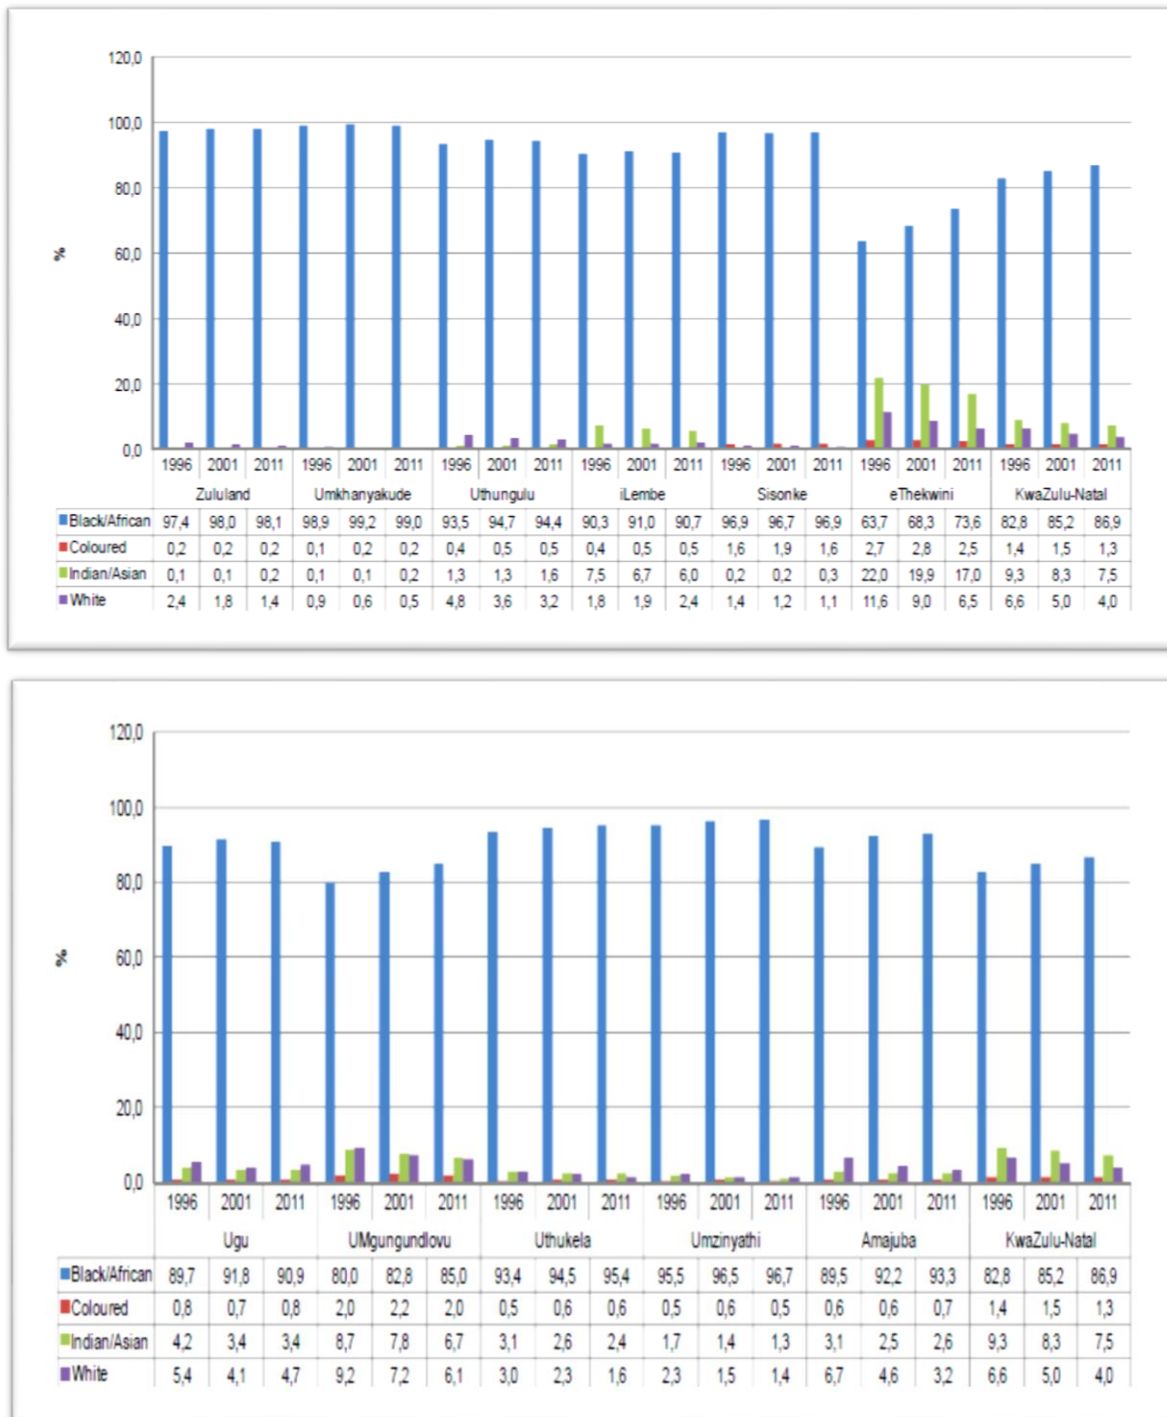 120,0
100,0
80,0
60,0
40,0
20,0
0,0
%
1996 2001 2011 1996 2001 2011 1996 2001 2011 1996 2001 2011 1996 2001 2011 1996 2001 2011 1996 2001 2011
Zululand Umkhanyakude Uthungulu iLembe Sisonke eThekwini KwaZulu-Natal
Black/African 97,4 98,0 98,1 98,9 99,2 99,0 93,5 94,7 94,4 90,3 91,0 90,7 96,9 96,7 96,9 63,7 68,3 73,6 82,8 85,2 86,9
Coloured 0,2 0,2 0,2 0,1 0,2 0,2 0,4 0,5 0,5 0,4 0,5 0,5 1,6 1,9 1,6 2,7 2,8 2,5 1,4 1,5 1,3
Indian/Asian 0,1 0,1 0,2 0,1 0,1 0,2 1,3 1,3 1,6 7,5 6,7 6,0 0,2 0,2 0,3 22,0 19,9 17,0 9,3 8,3 7,5
White 2,4 1,8 1,4 0,9 0,6 0,5 4,8 3,6 3,2 1,8 1,9 2,4 1,4 1,2 1,1 11,6 9,0 6,5 6,6 5,0 4,0
120,0
100,0
80,0
60,0
40,0
20,0
0,0
%
1996 2001 2011 1996 2001 2011 1996 2001 2011 1996 2001 2011 1996 2001 2011 1996 2001 2011
Ugu UMgungundlovu Uthukela Umzinyathi Amajuba KwaZulu-Natal
Black/African 89,7 91,8 90,9 80,0 82,8 85,0 93,4 94,5 95,4 95,5 96,5 96,7 89,5 92,2 93,3 82,8 85,2 86,9
Coloured 0,8 0,7 0,8 2,0 2,2 2,0 0,5 0,6 0,6 0,5 0,6 0,5 0,6 0,6 0,7 1,4 1,5 1,3
Indian/Asian 4,2 3,4 3,4 8,7 7,8 6,7 3,1 2,6 2,4 1,7 1,4 1,3 3,1 2,5 2,6 9,3 8,3 7,5
White 5,4 4,1 4,7 9,2 7,2 6,1 3,0 2,3 1,6 2,3 1,5 1,4 6,7 4,6 3,2 6,6 5,0 4,0